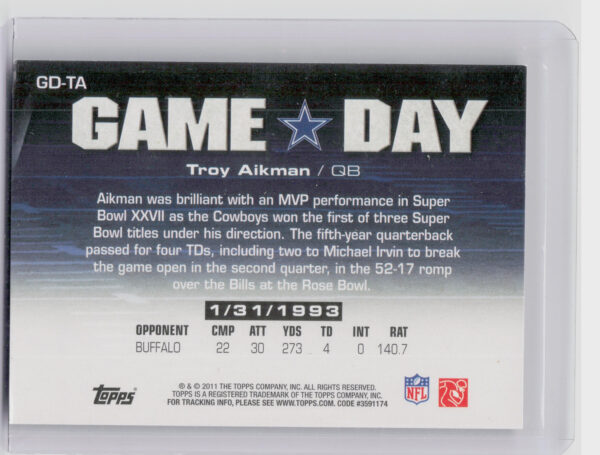 GD-TA
GAME DAY
Troy Aikman / QB
Aikman was brilliant with an MVP performance in Super
Bowl XXVII as the Cowboys won the first of three Super
Bowl titles under his direction. The fifth-year quarterback
passed for four TDs, including two to Michael Irvin to break
the game open in the second quarter, in the 52-17 romp
over the Bills at the Rose Bowl.
1/31/1993
OPPONENT CMP ATT YDS TD INT RAT
BUFFALO 22 30 273 4 0 140.7
® & © 2011 THE TOPPS COMPANY, INC. ALL RIGHTS RESERVED.
TOPPS IS A REGISTERED TRADEMARK OF THE TOPPS COMPANY, INC.
FOR TRACKING INFO, PLEASE SEE WWW.TOPPS.COM. CODE #3591174
Topps®
NFL